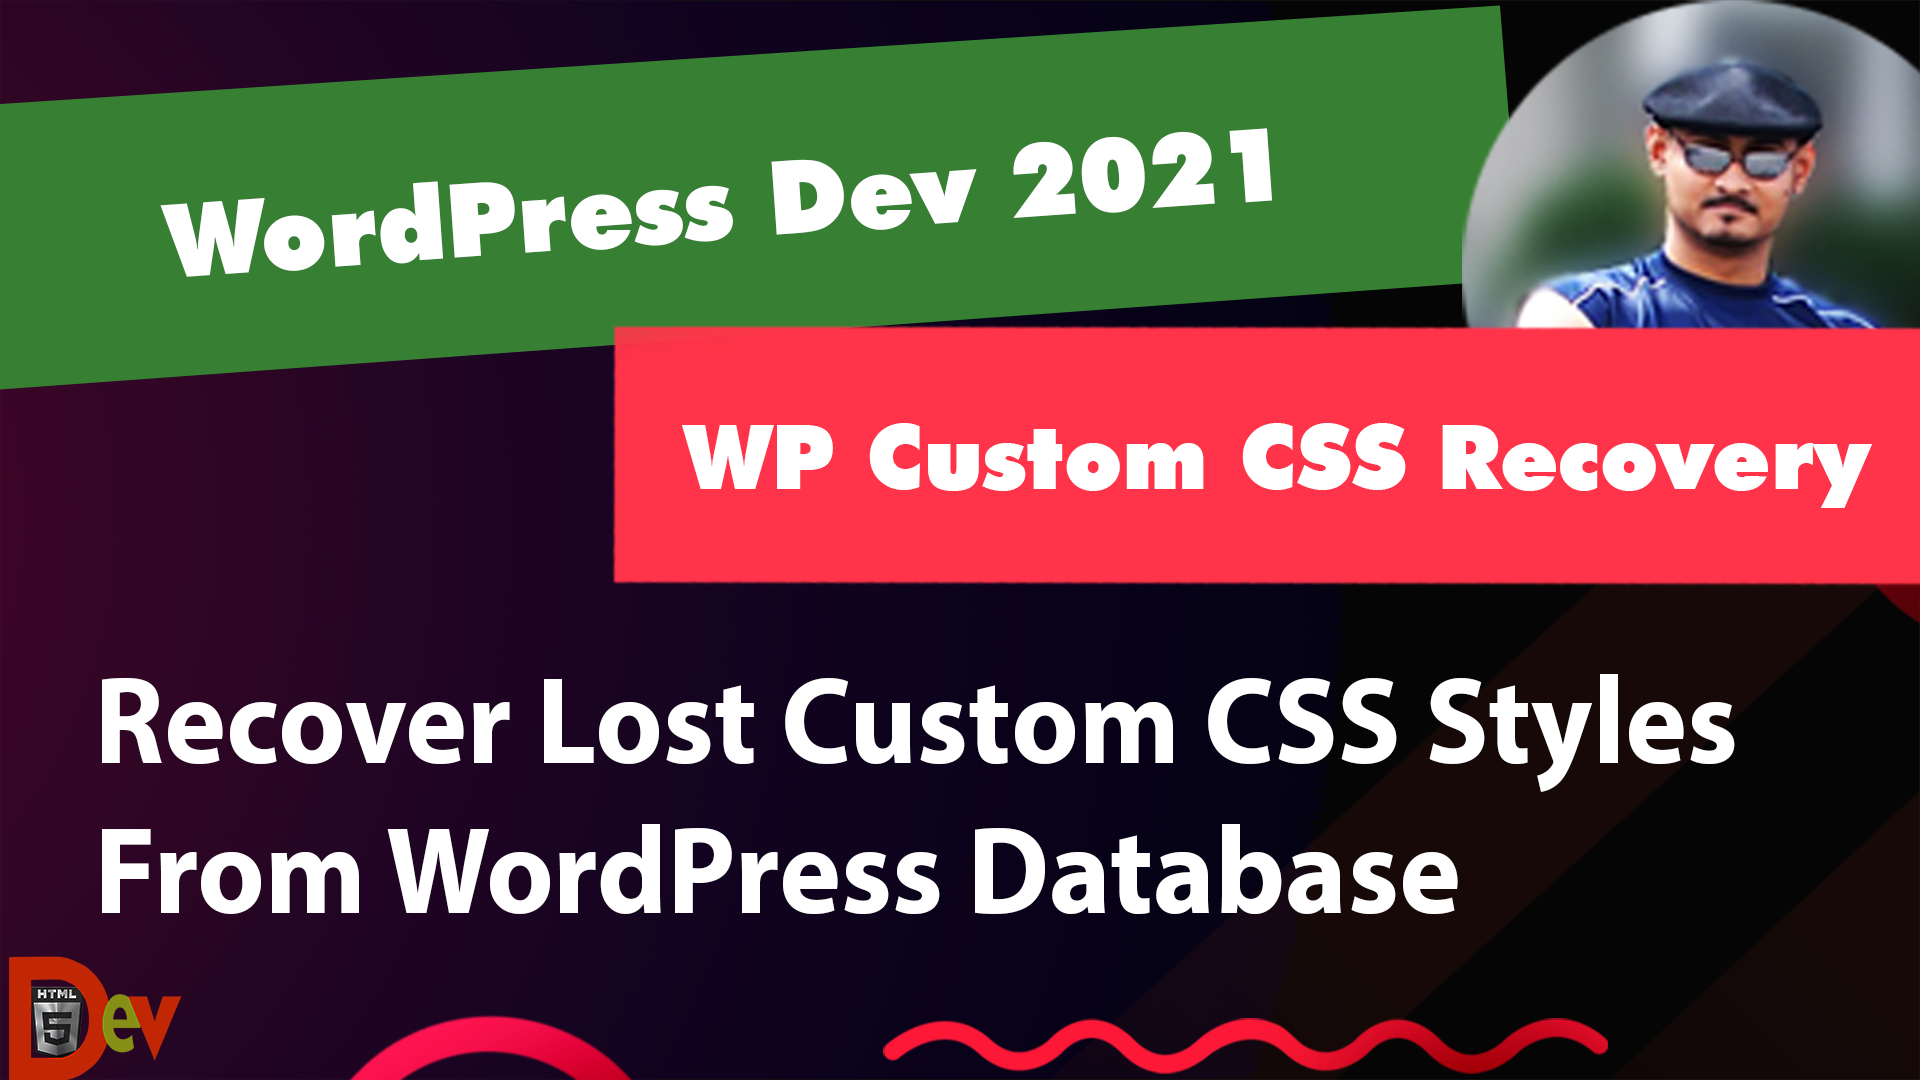 WordPress Dev 2021
WP Custom CSS Recovery
Recover Lost Custom CSS Styles
From WordPress Database
HTML
5
Dev